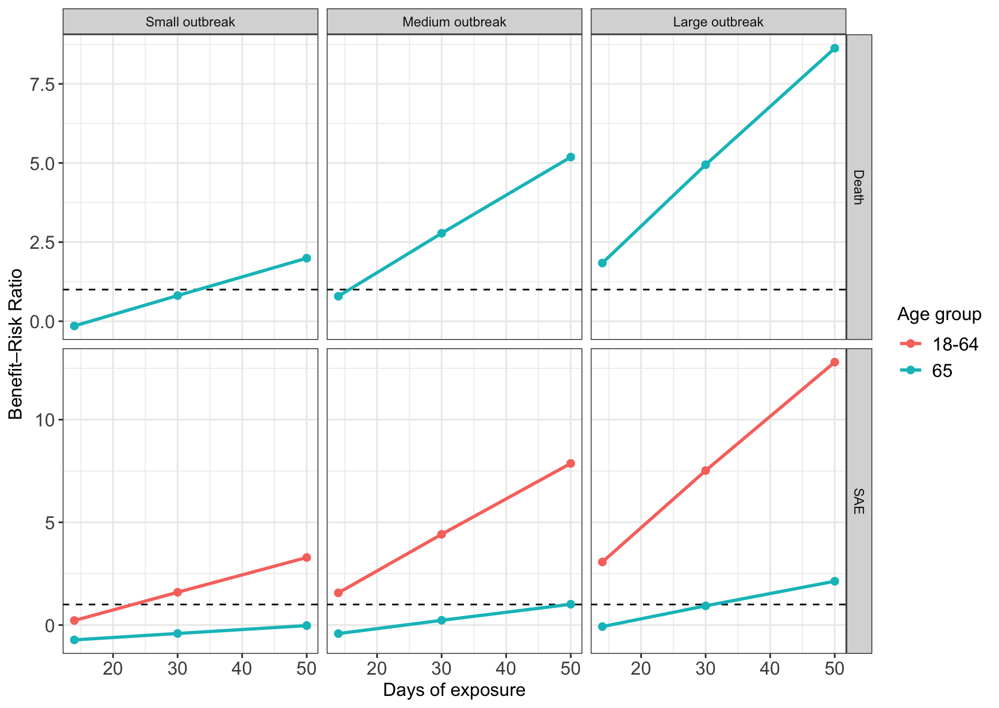 Small outbreak
Medium outbreak
Large outbreak
7.5
5.0
2.5
0.0
Death
10
5
0
SAE
20 30 40 50
20 30 40 50
20 30 40 50
Days of exposure
Benefit–Risk Ratio
Age group
18-64
65